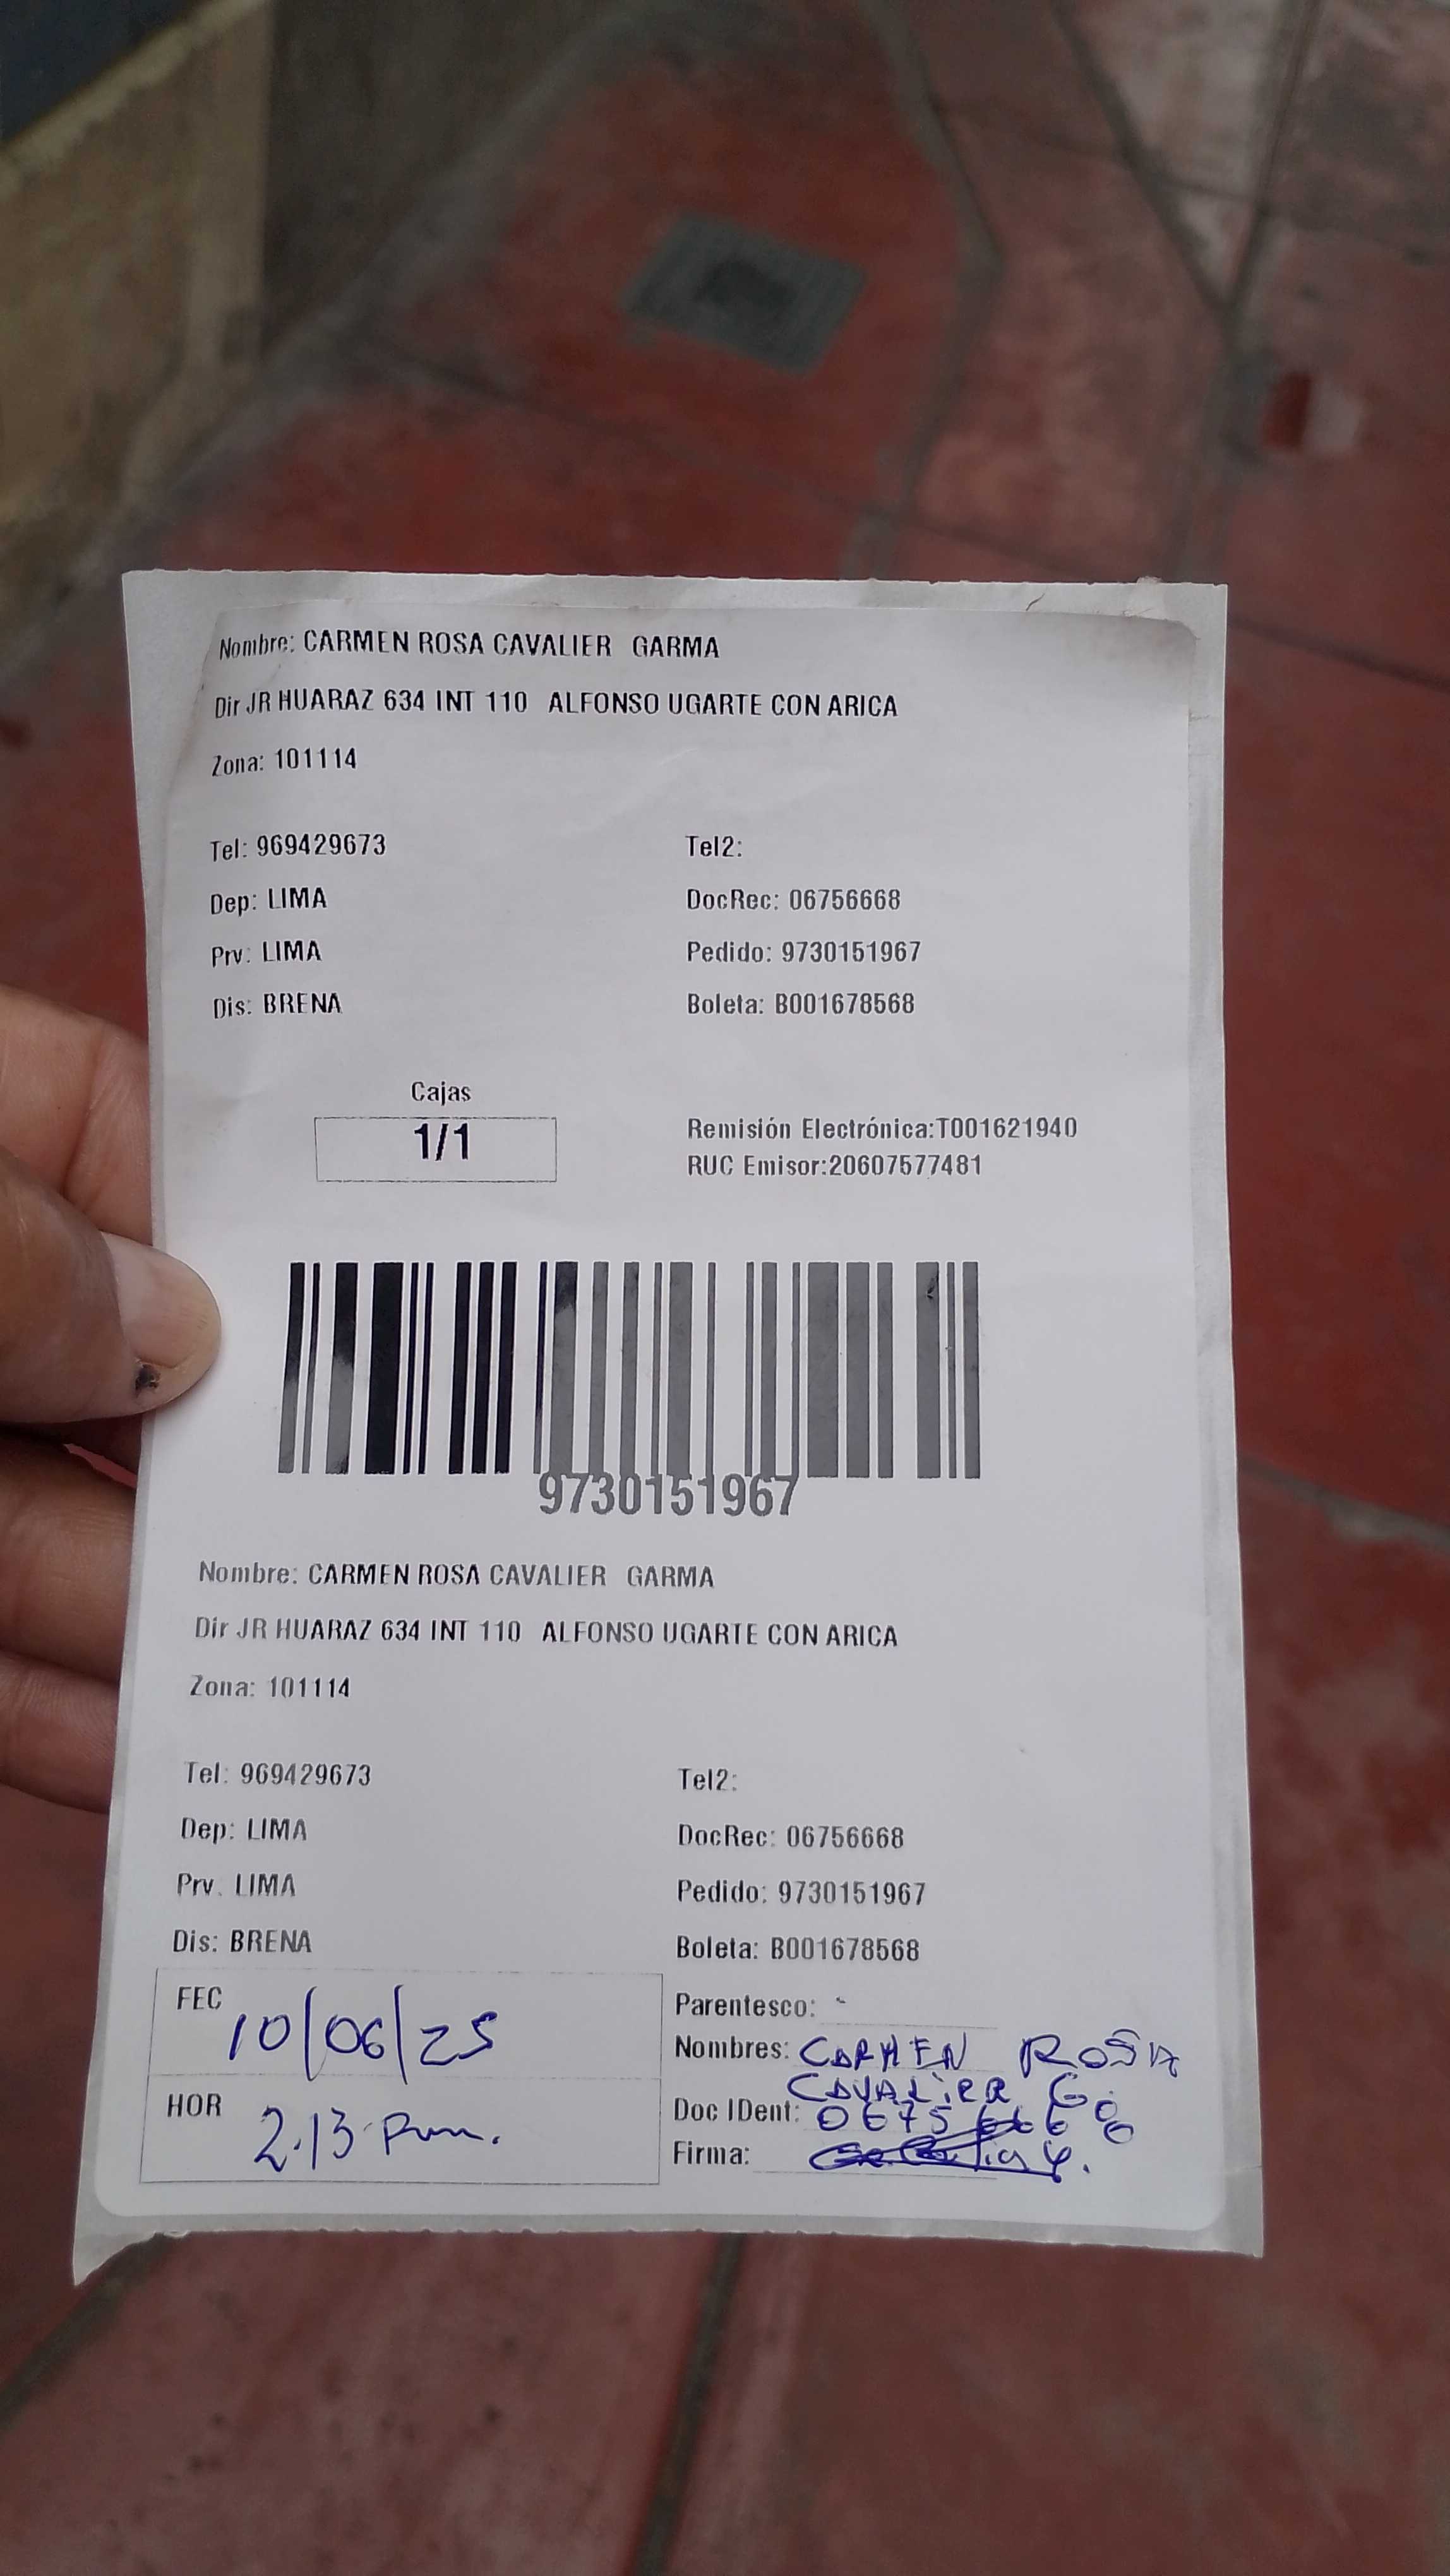 Nombre: CARMEN ROSA CAVALIER GARMA
Dir JR HUARAZ 634 INT 110 ALFONSO UGARTE CON ARICA
Zona: 101114
Tel: 969429673 Tel2:
Dep: LIMA DocRec: 06756668
Prv: LIMA Pedido: 9730151967
Dis: BRENA Boleta: B001678568
Cajas
1/1
Remisión Electrónica:T001621940
RUC Emisor:20607577481
9730151967
Nombre: CARMEN ROSA CAVALIER GARMA
Dir JR HUARAZ 634 INT 110 ALFONSO UGARTE CON ARICA
Zona: 101114
Tel: 969429673 Tel2:
Dep: LIMA DocRec: 06756668
Prv. LIMA Pedido: 9730151967
Dis: BRENA Boleta: B001678568
FEC 10/06/25
HOR 2.13 Pm.
Parentesco: -
Nombres: CARMEN ROSA
CAVALIER G.
Doc IDent:
Firma: